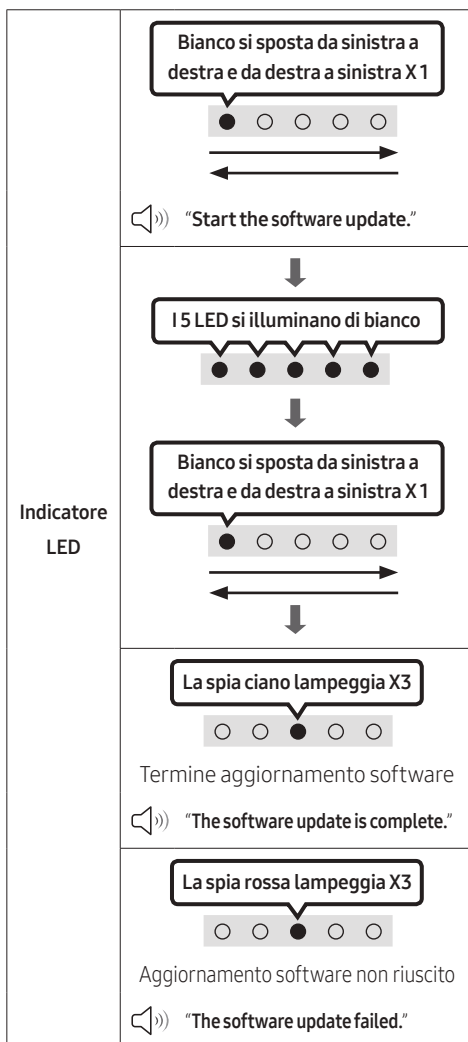 Bianco si sposta da sinistra a
destra e da destra a sinistra X 1
"Start the software update."
I 5 LED si illuminano di bianco
Bianco si sposta da sinistra a
destra e da destra a sinistra X 1
Indicatore
LED
La spia ciano lampeggia X3
Termine aggiornamento software
"The software update is complete."
La spia rossa lampeggia X3
Aggiornamento software non riuscito
"The software update failed."